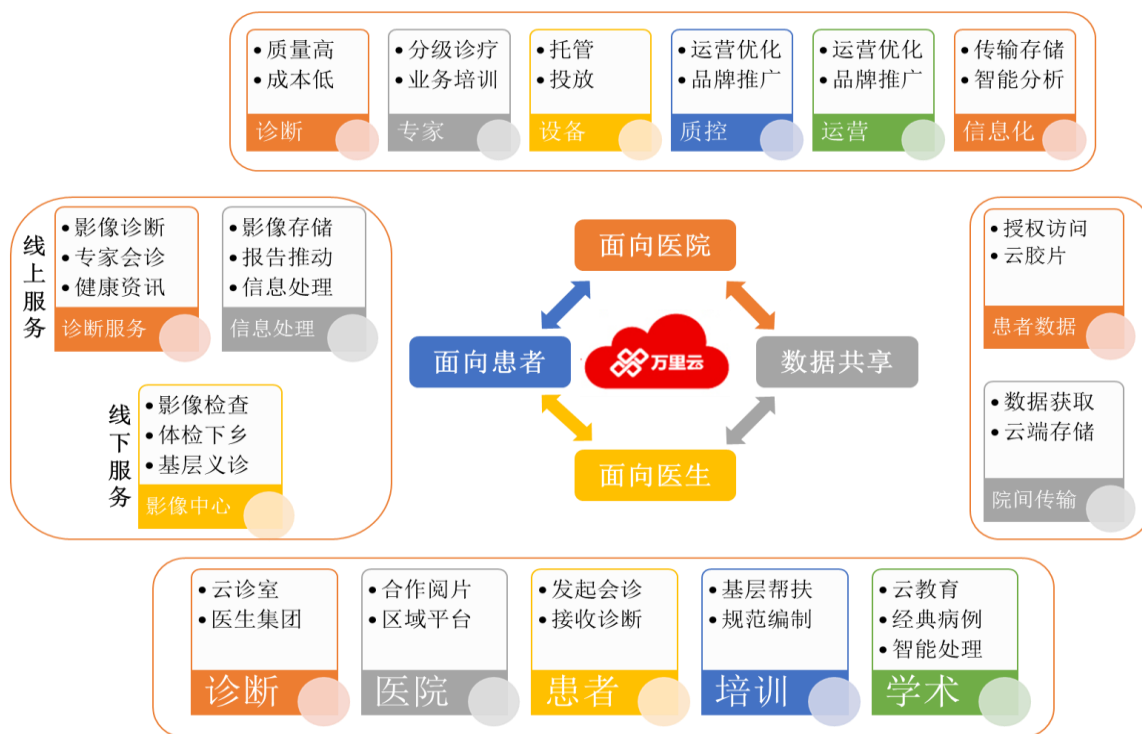 • 质量高
• 成本低
诊断
• 分级诊疗
• 业务培训
专家
• 托管
• 投放
设备
• 运营优化
• 品牌推广
质控
• 运营优化
• 品牌推广
运营
• 传输存储
• 智能分析
信息化
线上服务
• 影像诊断
• 专家会诊
• 健康资讯
诊断服务
• 影像存储
• 报告推动
• 信息处理
信息处理
线下服务
• 影像检查
• 体检下乡
• 基层义诊
影像中心
面向医院
面向患者
万里云
数据共享
面向医生
• 授权访问
• 云胶片
患者数据
• 数据获取
• 云端存储
院间传输
• 云诊室
• 医生集团
诊断
• 合作阅片
• 区域平台
医院
• 发起会诊
• 接收诊断
患者
• 基层帮扶
• 规范编制
培训
• 云教育
• 经典病例
• 智能处理
学术